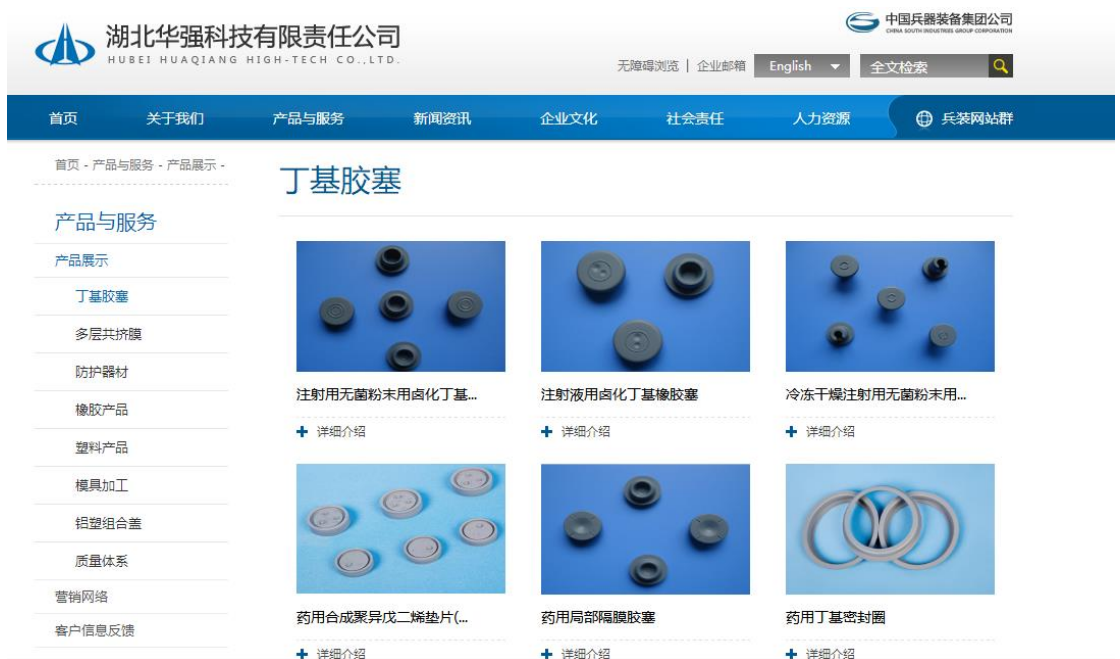 湖北华强科技有限责任公司
HUBEI HUAQIANG HIGH-TECH CO.,LTD.
中国兵器装备集团公司
CHINA SOUTH INDUSTRIES GROUP CORPORATION
无障碍浏览 | 企业邮箱 English 全文检索
首页 关于我们 产品与服务 新闻资讯 企业文化 社会责任 人力资源 兵装网站群
首页 - 产品与服务 - 产品展示 -
丁基胶塞
产品与服务
产品展示
丁基胶塞
多层共挤膜
防护器材
橡胶产品
塑料产品
模具加工
铝塑组合盖
质量体系
营销网络
客户信息反馈
注射用无菌粉末用卤化丁基...
注射液用卤化丁基橡胶塞
冷冻干燥注射用无菌粉末用...
详细介绍
详细介绍
详细介绍
药用合成聚异戊二烯垫片(...
药用局部隔膜胶塞
药用丁基密封圈
详细介绍
详细介绍
详细介绍